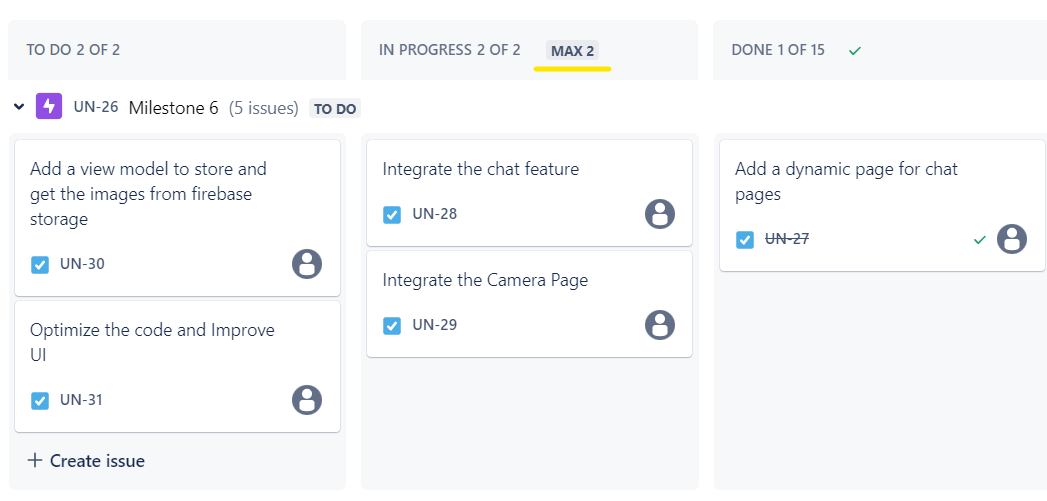 TO DO 2 OF 2
IN PROGRESS 2 OF 2 MAX 2
DONE 1 OF 15
UN-26 Milestone 6 (5 issues) TO DO
Add a view model to store and
get the images from firebase
storage
UN-30
Optimize the code and Improve
UI
UN-31
Create issue
Integrate the chat feature
UN-28
Integrate the Camera Page
UN-29
Add a dynamic page for chat
pages
UN-27